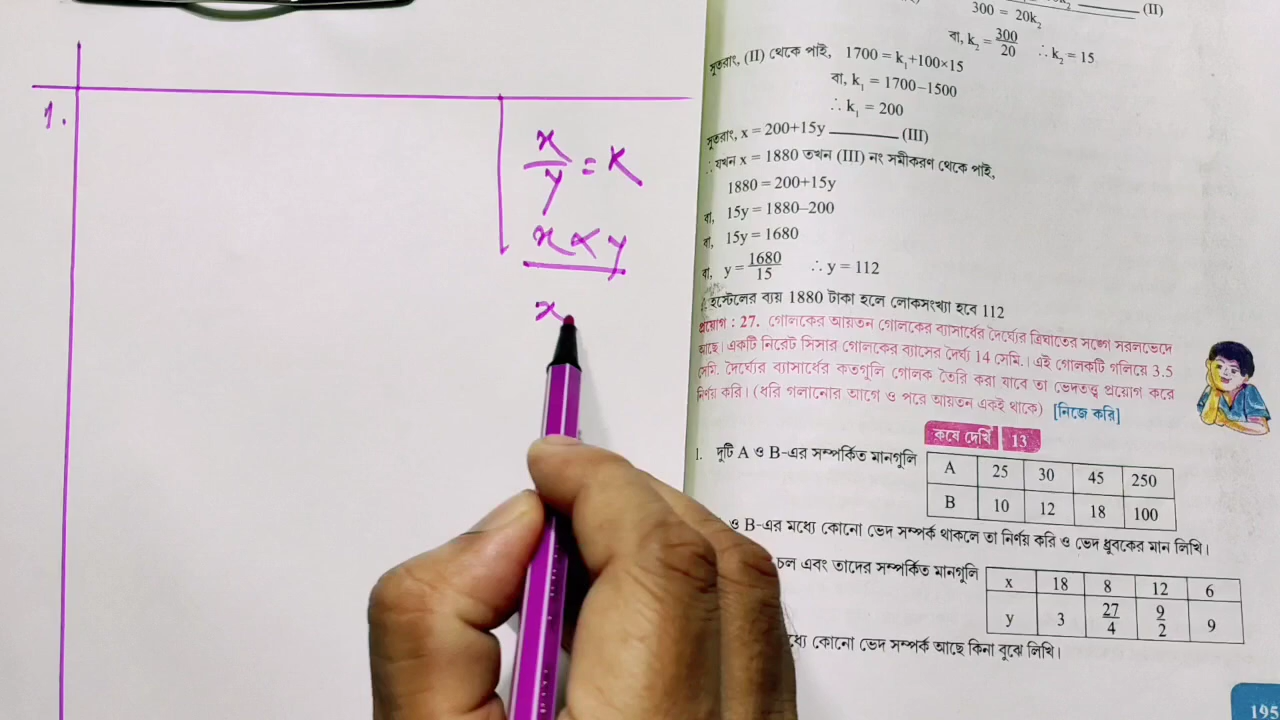 1.
x/y = K
x ∝ y
x
(II)
300 = 20k₂
বা, k₂ = 300/20 ∴ k₂ = 15
সুতরাং, (II) থেকে পাই, 1700 = k₁+100×15
বা, k₁ = 1700–1500
∴ k₁ = 200
সুতরাং, x = 200+15y (III)
∴ যখন x = 1880 তখন (III) নং সমীকরণ থেকে পাই,
1880 = 200+15y
বা, 15y = 1880–200
বা, 15y = 1680
বা, y = 1680/15 ∴ y = 112
হস্টেলের ব্যয় 1880 টাকা হলে লোকসংখ্যা হবে 112
প্রয়োগ : 27. গোলকের আয়তন গোলকের ব্যাসার্ধের দৈর্ঘ্যের ত্রিঘাতের সঙ্গে সরলভেদে
আছে। একটি নিরেট সিসার গোলকের ব্যাসের দৈর্ঘ্য 14 সেমি.। এই গোলকটি গলিয়ে 3.5
সেমি. দৈর্ঘ্যের ব্যাসার্ধের কতগুলি গোলক তৈরি করা যাবে তা ভেদতত্ত্ব প্রয়োগ করে
নির্ণয় করি। (ধরি গলানোর আগে ও পরে আয়তন একই থাকে) [নিজে করি]
কষে দেখি 13
1. দুটি A ও B-এর সম্পর্কিত মানগুলি
A 25 30 45 250
B 10 12 18 100
ও B-এর মধ্যে কোনো ভেদ সম্পর্ক থাকলে তা নির্ণয় করি ও ভেদ ধ্রুবকের মান লিখি।
চল এবং তাদের সম্পর্কিত মানগুলি
x 18 8 12 6
y 3 27/4 9/2 9
মধ্যে কোনো ভেদ সম্পর্ক আছে কিনা বুঝে লিখি।
195